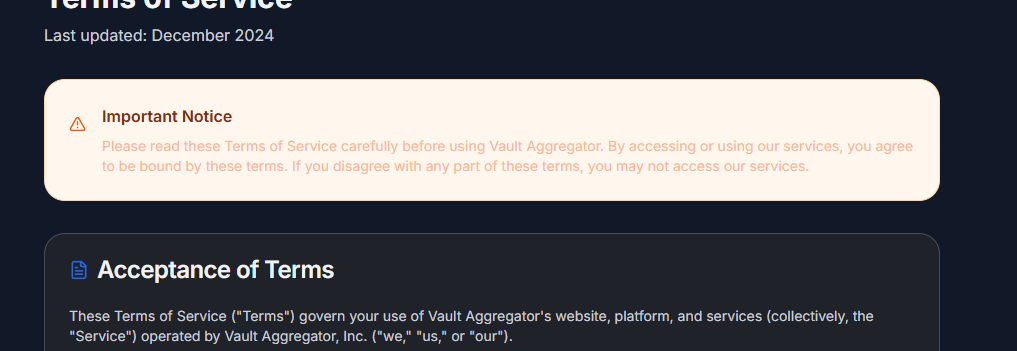 Terms of Service
Last updated: December 2024
Important Notice
Please read these Terms of Service carefully before using Vault Aggregator. By accessing or using our services, you agree
to be bound by these terms. If you disagree with any part of these terms, you may not access our services.
Acceptance of Terms
These Terms of Service ("Terms") govern your use of Vault Aggregator's website, platform, and services (collectively, the
"Service") operated by Vault Aggregator, Inc. ("we," "us," or "our").